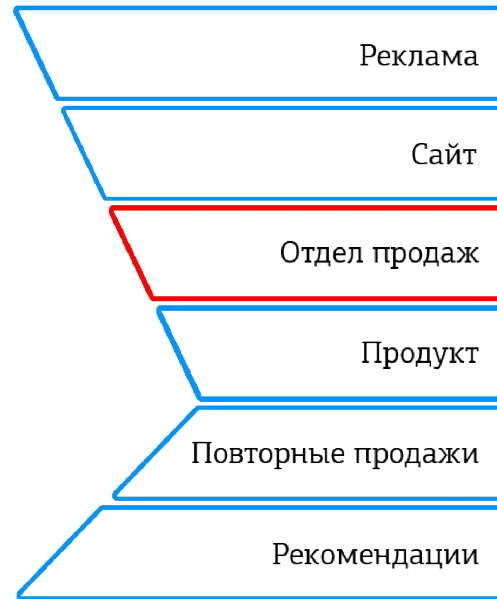 Реклама
Сайт
Отдел продаж
Продукт
Повторные продажи
Рекомендации